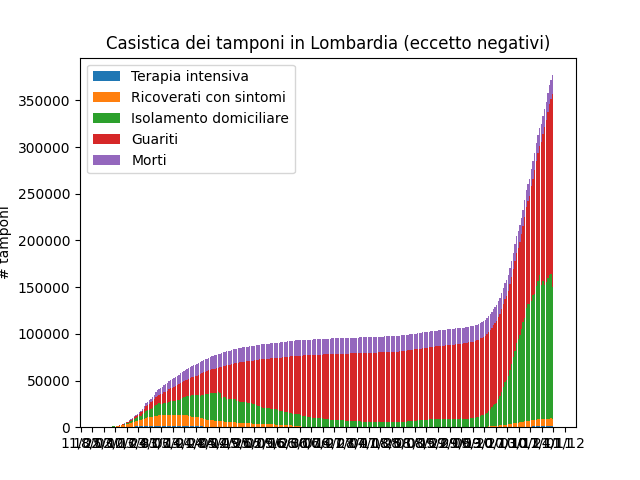 Casistica dei tamponi in Lombardia (eccetto negativi)
Terapia intensiva
Ricoverati con sintomi
Isolamento domiciliare
Guariti
Morti
350000
300000
250000
200000
150000
100000
50000
0
# tamponi